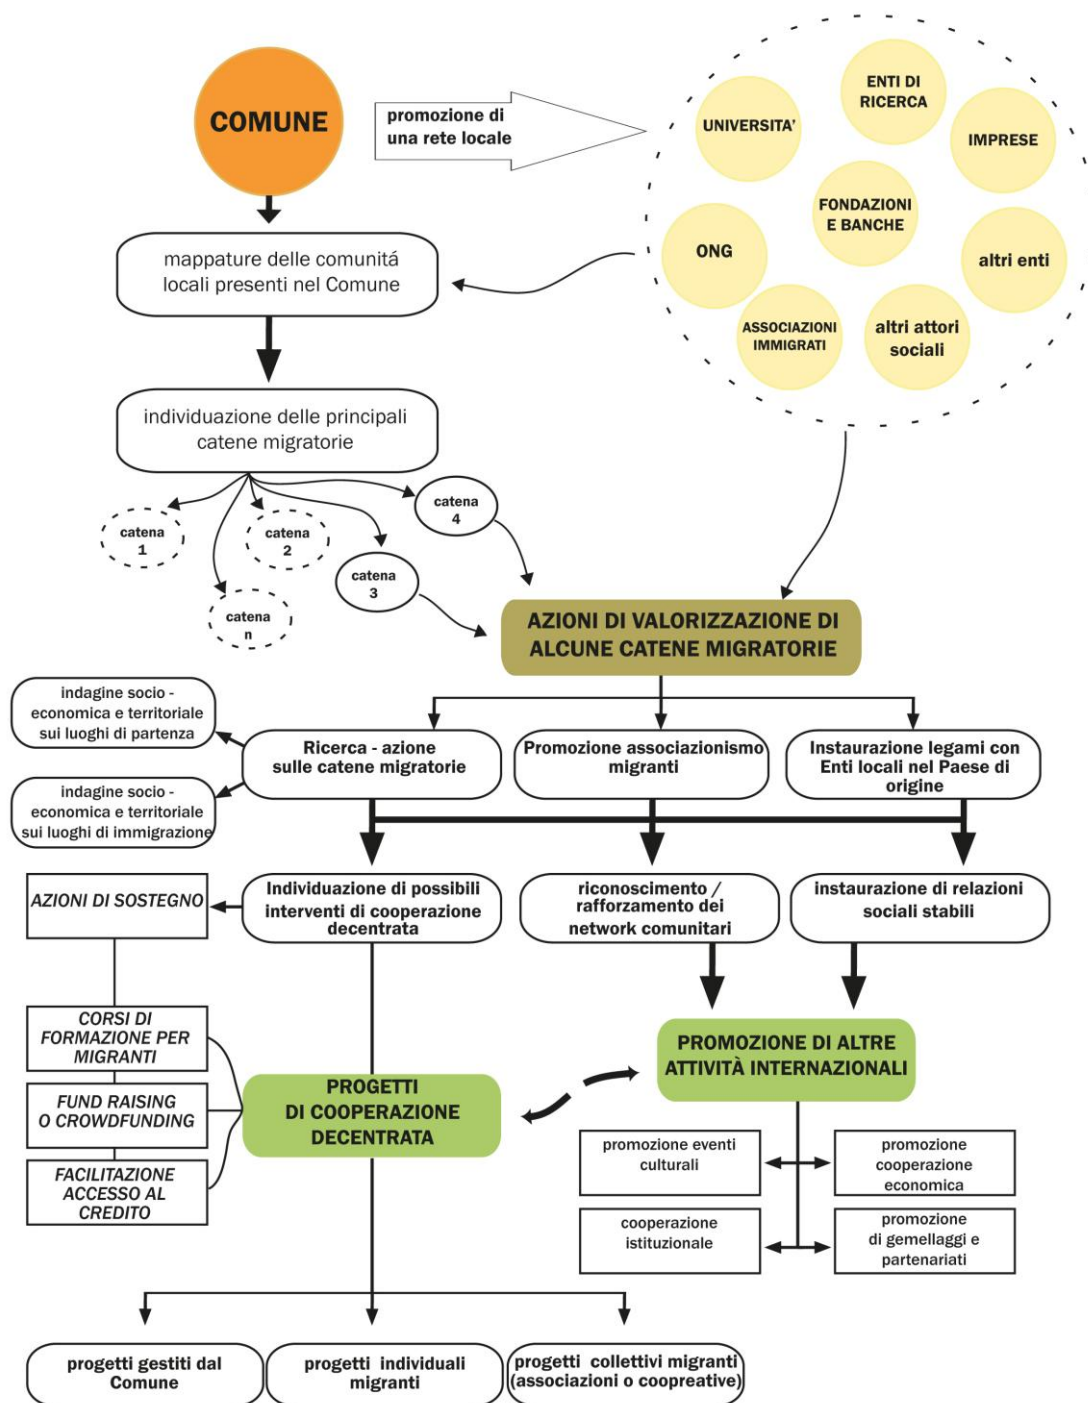 COMUNE
promozione di
una rete locale
UNIVERSITA'
ENTI DI
RICERCA
IMPRESE
FONDAZIONI
E BANCHE
ONG
altri enti
ASSOCIAZIONI
IMMIGRATI
altri attori
sociali
mappature delle comunitá
locali presenti nel Comune
individuazione delle principali
catene migratorie
catena
1
catena
n
catena
2
catena
3
catena
4
AZIONI DI VALORIZZAZIONE DI
ALCUNE CATENE MIGRATORIE
indagine socio -
economica e territoriale
sui luoghi di partenza
indagine socio -
economica e territoriale
sui luoghi di immigrazione
Ricerca - azione
sulle catene migratorie
Promozione associazionismo
migranti
Instaurazione legami con
Enti locali nel Paese di
origine
AZIONI DI SOSTEGNO
Individuazione di possibili
interventi di cooperazione
decentrata
riconoscimento /
rafforzamento dei
network comunitari
instaurazione di relazioni
sociali stabili
CORSI DI
FORMAZIONE PER
MIGRANTI
FUND RAISING
O CROWDFUNDING
FACILITAZIONE
ACCESSO AL
CREDITO
PROGETTI
DI COOPERAZIONE
DECENTRATA
PROMOZIONE DI ALTRE
ATTIVITÀ INTERNAZIONALI
promozione eventi
culturali
promozione
cooperazione
economica
cooperazione
istituzionale
promozione
di gemellaggi e
partenariati
progetti gestiti dal
Comune
progetti individuali
migranti
progetti collettivi migranti
(associazioni o coopreative)